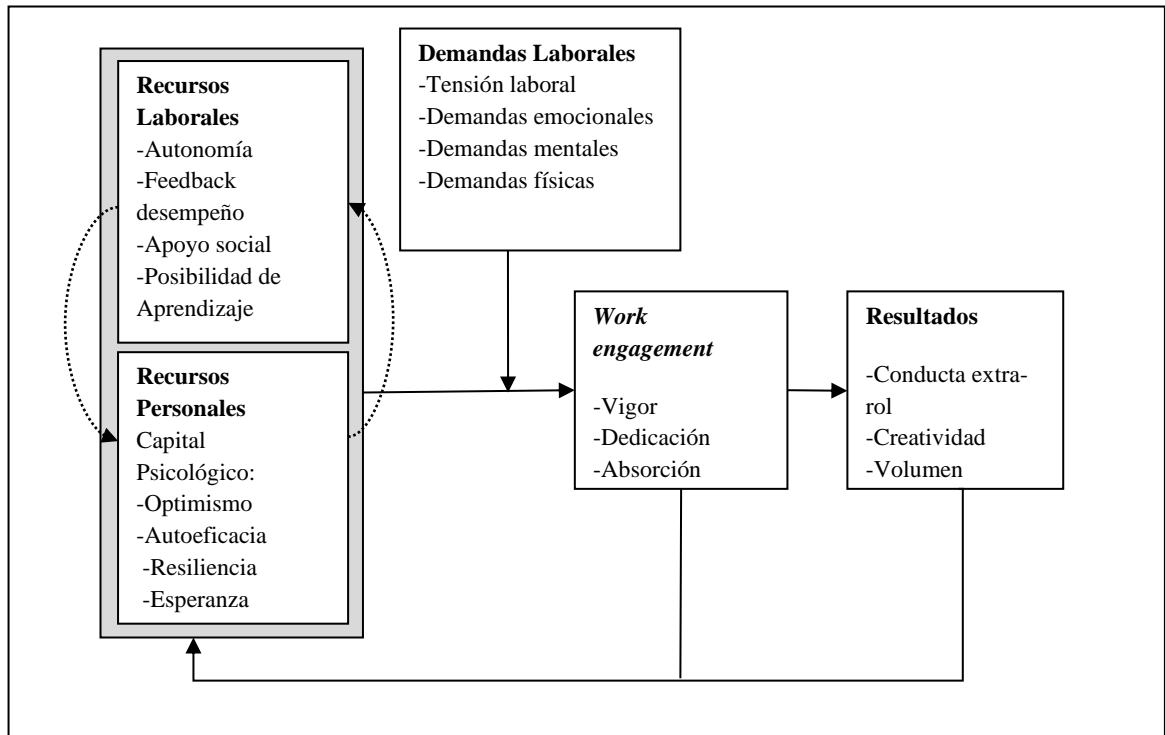 Recursos
Laborales
-Autonomía
-Feedback
desempeño
-Apoyo social
-Posibilidad de
Aprendizaje
Recursos
Personales
Capital
Psicológico:
-Optimismo
-Autoeficacia
-Resiliencia
-Esperanza
Demandas Laborales
-Tensión laboral
-Demandas emocionales
-Demandas mentales
-Demandas físicas
Work
engagement
-Vigor
-Dedicación
-Absorción
Resultados
-Conducta extra-
rol
-Creatividad
-Volumen